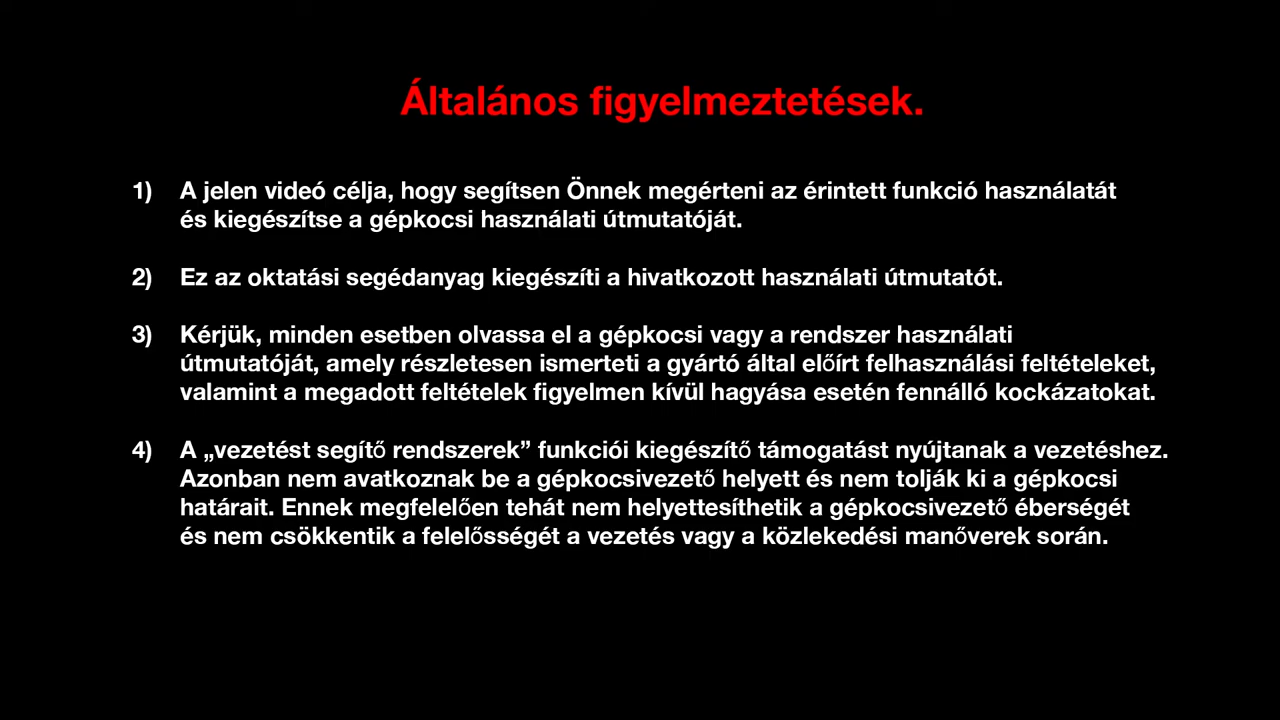 Általános figyelmeztetések.
1) A jelen videó célja, hogy segítsen Önnek megérteni az érintett funkció használatát
és kiegészítse a gépkocsi használati útmutatóját.
2) Ez az oktatási segédanyag kiegészíti a hivatkozott használati útmutatót.
3) Kérjük, minden esetben olvassa el a gépkocsi vagy a rendszer használati
útmutatóját, amely részletesen ismerteti a gyártó által előírt felhasználási feltételeket,
valamint a megadott feltételek figyelmen kívül hagyása esetén fennálló kockázatokat.
4) A „vezetést segítő rendszerek” funkciói kiegészítő támogatást nyújtanak a vezetéshez.
Azonban nem avatkoznak be a gépkocsivezető helyett és nem tolják ki a gépkocsi
határait. Ennek megfelelően tehát nem helyettesíthetik a gépkocsivezető éberségét
és nem csökkentik a felelősségét a vezetés vagy a közlekedési manőverek során.